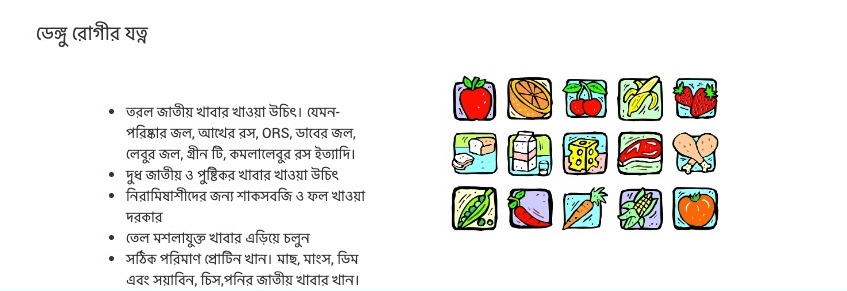 ডেঙ্গু রোগীর যত্ন
• তরল জাতীয় খাবার খাওয়া উচিৎ। যেমন-
পরিষ্কার জল, আখের রস, ORS, ডাবের জল,
লেবুর জল, গ্রীন টি, কমলালেবুর রস ইত্যাদি।
• দুধ জাতীয় ও পুষ্টিকর খাবার খাওয়া উচিৎ
• নিরামিষাশীদের জন্য শাকসবজি ও ফল খাওয়া
দরকার
• তেল মশলাযুক্ত খাবার এড়িয়ে চলুন
• সঠিক পরিমাণ প্রোটিন খান। মাছ, মাংস, ডিম
এবং সয়াবিন, চিস,পনির জাতীয় খাবার খান।